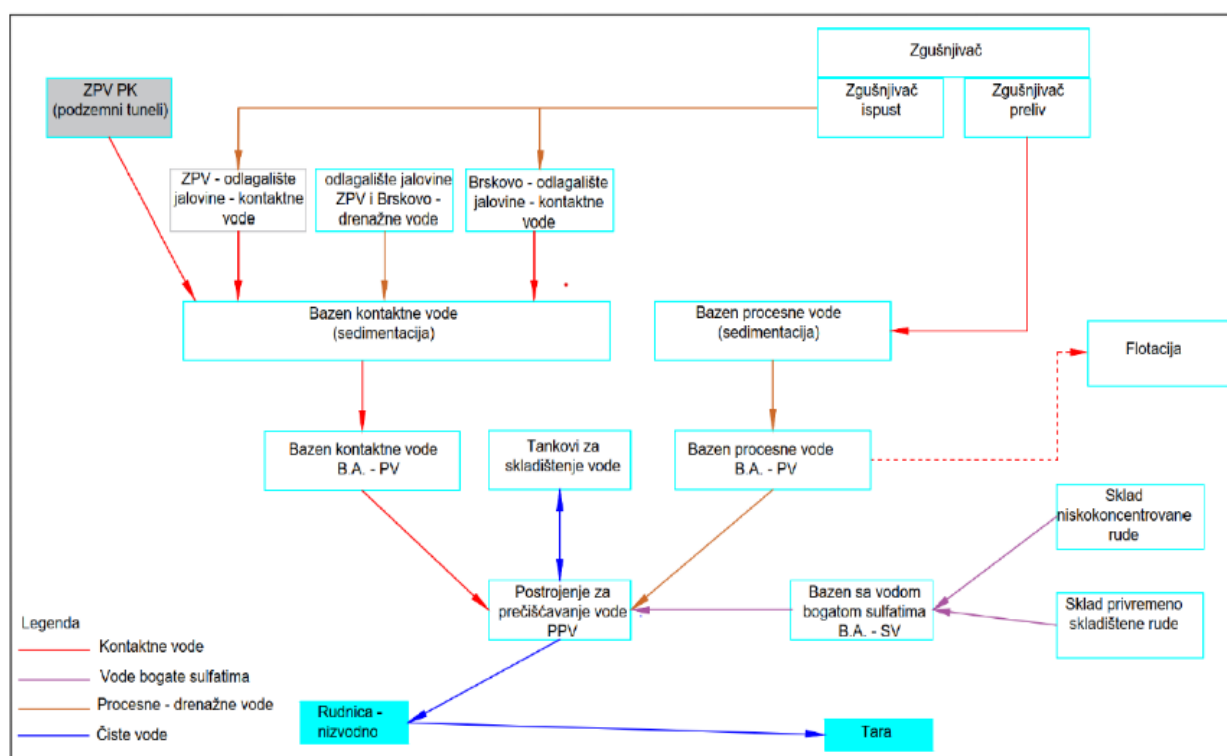 Zgušnjivač
ZPV PK
(podzemni tuneli)
Zgušnjivač
ispust
Zgušnjivač
preliv
ZPV - odlagalište
jalovine - kontaktne
vode
odlagalište jalovine
ZPV i Brskovo -
drenažne vode
Brskovo - odlagalište
jalovine - kontaktne
vode
Bazen kontaktne vode
(sedimentacija)
Bazen procesne vode
(sedimentacija)
Flotacija
Bazen kontaktne vode
B.A. - PV
Tankovi za
skladištenje vode
Bazen procesne vode
B.A. - PV
Sklad
niskokoncentrovane
rude
Postrojenje za
prečišćavanje vode
PPV
Bazen sa vodom
bogatom sulfatima
B.A. - SV
Sklad privremeno
skladištene rude
Legenda
Kontaktne vode
Vode bogate sulfatima
Procesne - drenažne vode
Čiste vode
Rudnica -
nizvodno
Tara